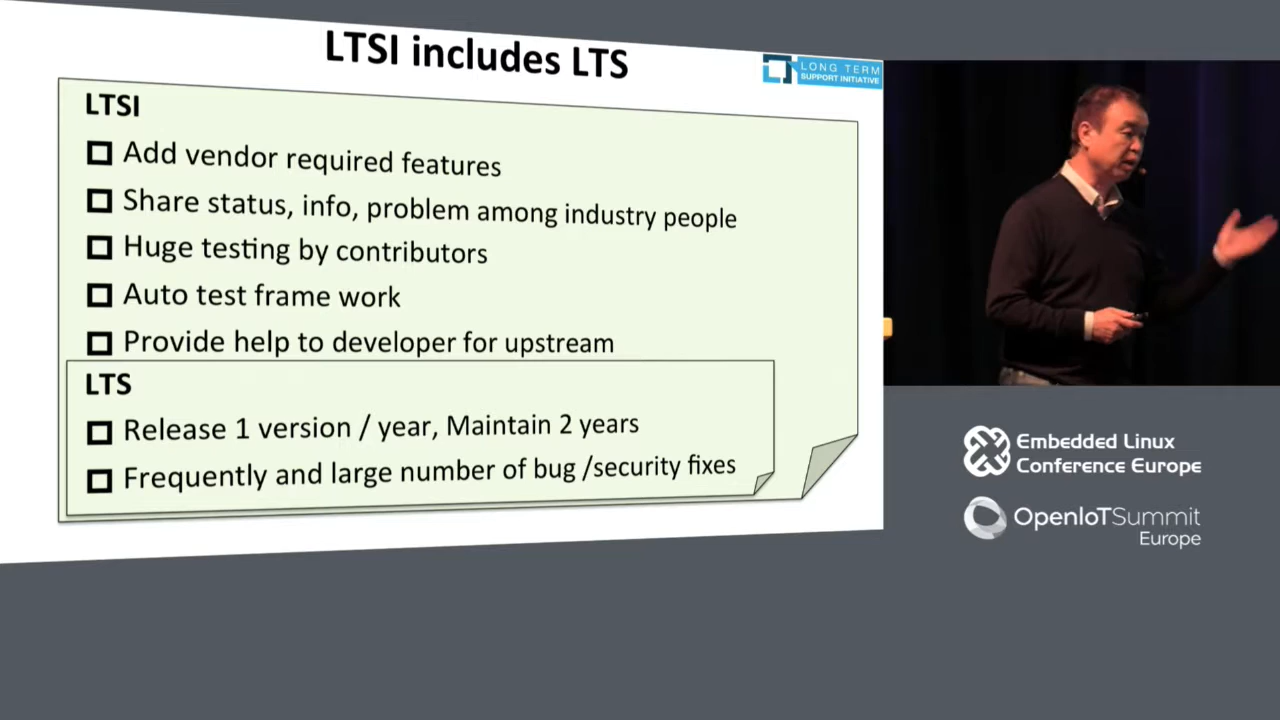 LTSI includes LTS
LONG TERM
SUPPORT INITIATIVE
LTSI
Add vendor required features
Share status, info, problem among industry people
Huge testing by contributors
Auto test frame work
Provide help to developer for upstream
LTS
Release 1 version / year, Maintain 2 years
Frequently and large number of bug /security fixes
Embedded Linux
Conference Europe
OpenIoTSummit
Europe